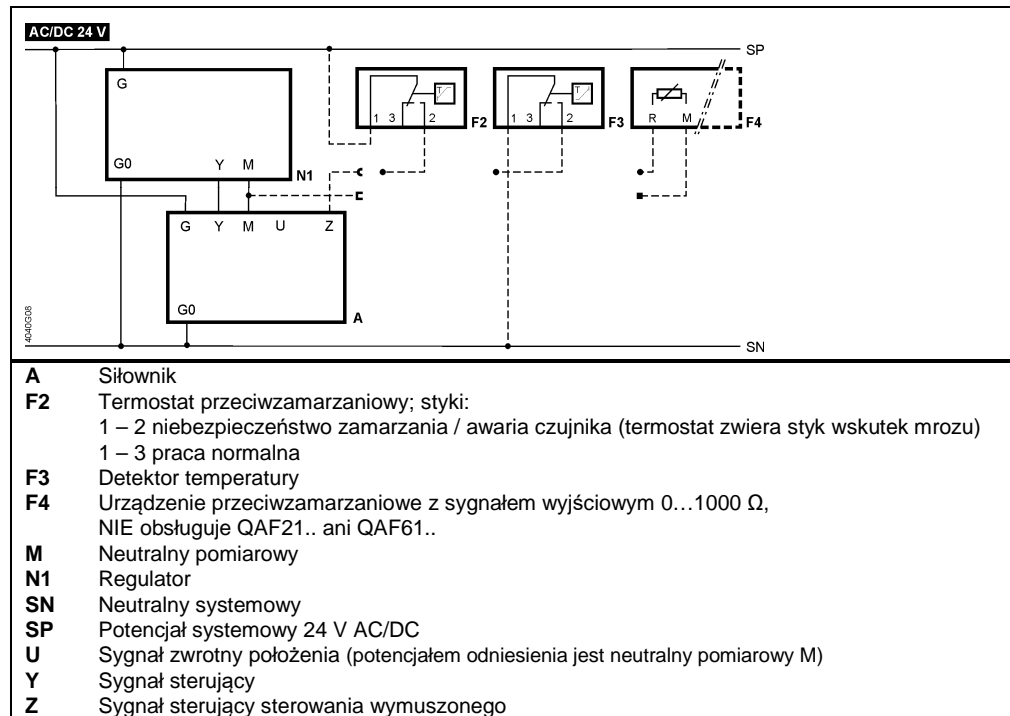 AC/DC 24 V
SP
G
T T
1 3 2 F2 1 3 2 F3 R M F4
G0 Y M N1
G Y M U Z
G0 A
4040G08
SN
A Siłownik
F2 Termostat przeciwzamarzaniowy; styki:
1 – 2 niebezpieczeństwo zamarzania / awaria czujnika (termostat zwiera styk wskutek mrozu)
1 – 3 praca normalna
F3 Detektor temperatury
F4 Urządzenie przeciwzamarzaniowe z sygnałem wyjściowym 0…1000 Ω,
NIE obsługuje QAF21.. ani QAF61..
M Neutralny pomiarowy
N1 Regulator
SN Neutralny systemowy
SP Potencjał systemowy 24 V AC/DC
U Sygnał zwrotny położenia (potencjałem odniesienia jest neutralny pomiarowy M)
Y Sygnał sterujący
Z Sygnał sterujący sterowania wymuszonego